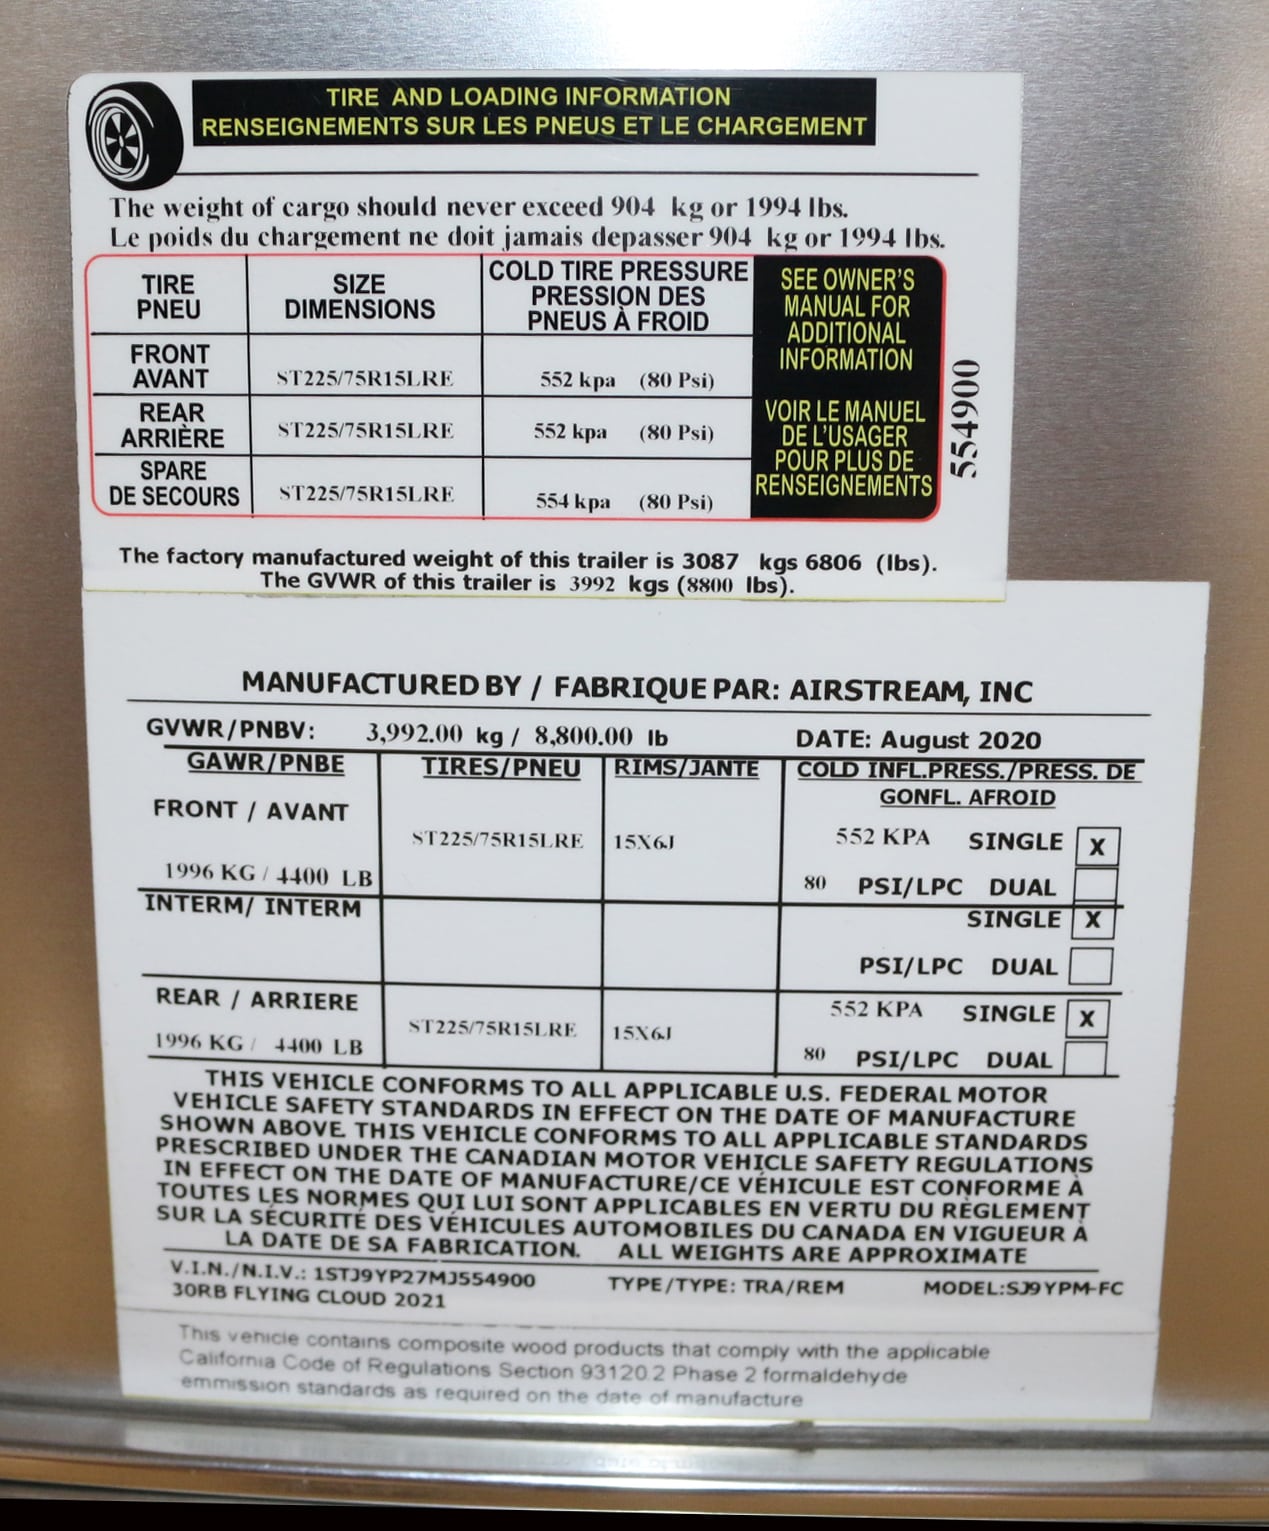 TIRE AND LOADING INFORMATION
RENSEIGNEMENTS SUR LES PNEUS ET LE CHARGEMENT
The weight of cargo should never exceed 904 kg or 1994 lbs.
Le poids du chargement ne doit jamais depasser 904 kg or 1994 lbs.
TIRE
PNEU
SIZE
DIMENSIONS
COLD TIRE PRESSURE
PRESSION DES
PNEUS À FROID
FRONT
AVANT
ST225/75R15LRE
552 kpa (80 Psi)
REAR
ARRIÈRE
ST225/75R15LRE
552 kpa (80 Psi)
SPARE
DE SECOURS
ST225/75R15LRE
554 kpa (80 Psi)
SEE OWNER'S
MANUAL FOR
ADDITIONAL
INFORMATION
VOIR LE MANUEL
DE L'USAGER
POUR PLUS DE
RENSEIGNEMENTS
554900
The factory manufactured weight of this trailer is 3087 kgs 6806 (lbs).
The GVWR of this trailer is 3992 kgs (8800 lbs).
MANUFACTURED BY / FABRIQUE PAR: AIRSTREAM, INC
GVWR/PNBV: 3,992.00 kg / 8,800.00 lb DATE: August 2020
GAWR/PNBE TIRES/PNEU RIMS/JANTE COLD INFL.PRESS./PRESS. DE
GONFL. AFROID
FRONT / AVANT
ST225/75R15LRE 15X6J 552 KPA SINGLE X
1996 KG / 4400 LB 80 PSI/LPC DUAL
INTERM/ INTERM SINGLE X
PSI/LPC DUAL
REAR / ARRIERE 552 KPA SINGLE X
ST225/75R15LRE 15X6J
1996 KG / 4400 LB 80 PSI/LPC DUAL
THIS VEHICLE CONFORMS TO ALL APPLICABLE U.S. FEDERAL MOTOR
VEHICLE SAFETY STANDARDS IN EFFECT ON THE DATE OF MANUFACTURE
SHOWN ABOVE. THIS VEHICLE CONFORMS TO ALL APPLICABLE STANDARDS
PRESCRIBED UNDER THE CANADIAN MOTOR VEHICLE SAFETY REGULATIONS
IN EFFECT ON THE DATE OF MANUFACTURE/CE VÉHICULE EST CONFORME À
TOUTES LES NORMES QUI LUI SONT APPLICABLES EN VERTU DU RÈGLEMENT
SUR LA SÉCURITÉ DES VÉHICULES AUTOMOBILES DU CANADA EN VIGUEUR À
LA DATE DE SA FABRICATION. ALL WEIGHTS ARE APPROXIMATE
V.I.N./N.I.V.: 1STJ9YP27MJ554900 TYPE/TYPE: TRA/REM MODEL:SJ9YPM-FC
30RB FLYING CLOUD 2021
This vehicle contains composite wood products that comply with the applicable
California Code of Regulations Section 93120.2 Phase 2 formaldehyde
emmission standards as required on the date of manufacture